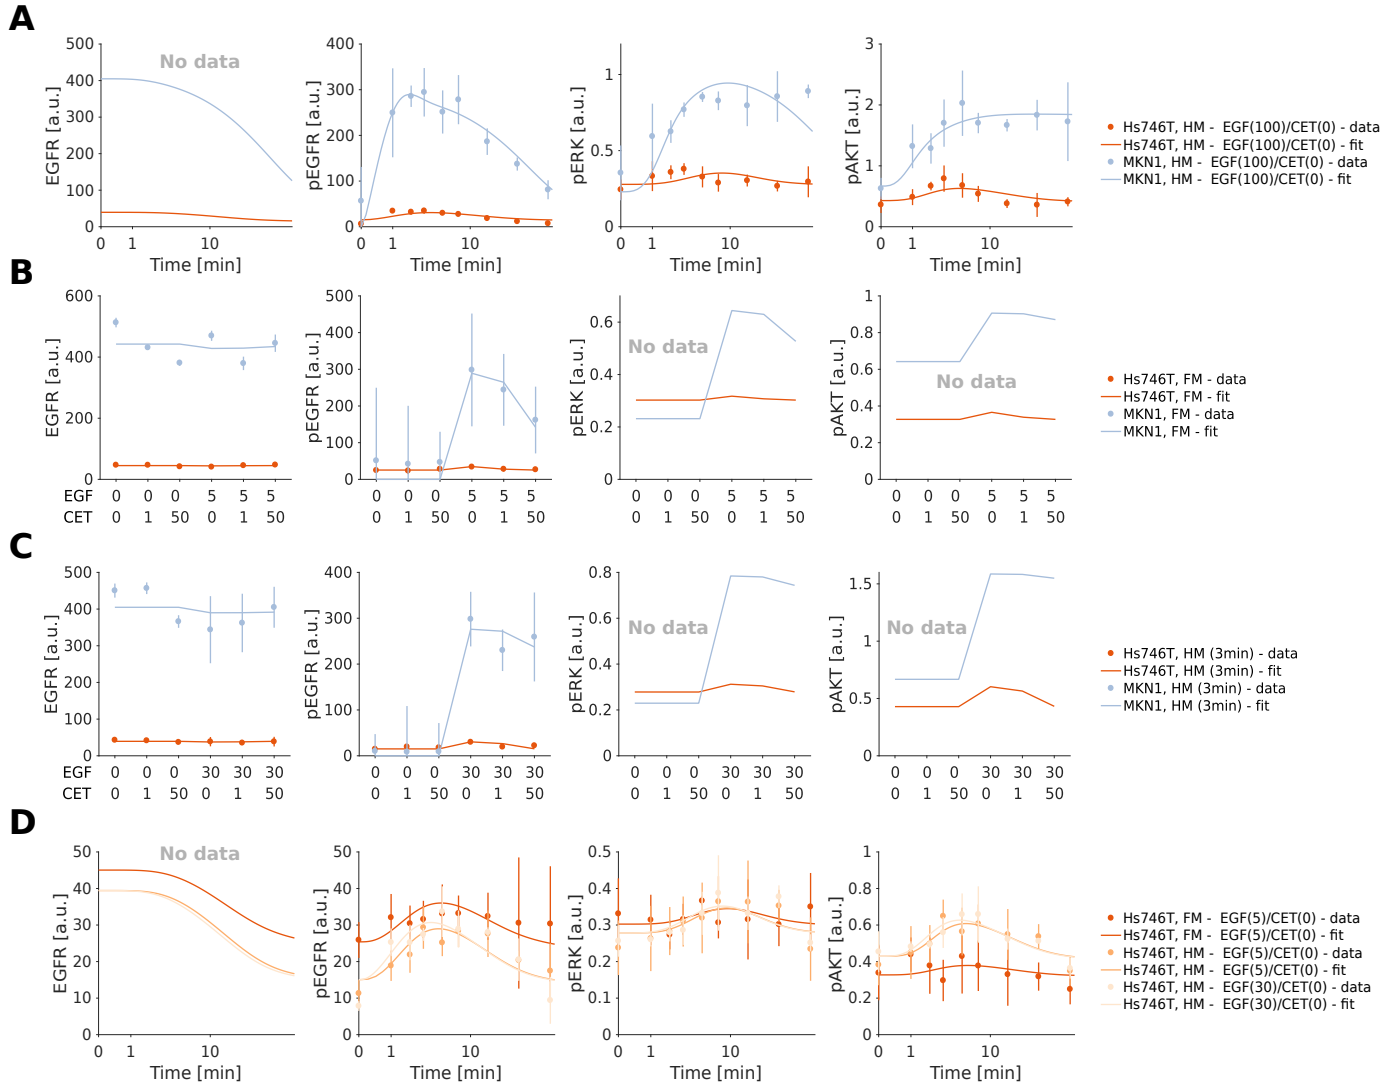 A
500
400
300
200
100
0
EGFR [a.u.]
No data
0 1 10
Time [min]
400
300
200
100
0
pEGFR [a.u.]
0 1 10
Time [min]
1
0.5
0
pERK [a.u.]
0 1 10
Time [min]
3
2
1
0
pAKT [a.u.]
0 1 10
Time [min]
Hs746T, HM - EGF(100)/CET(0) - data
Hs746T, HM - EGF(100)/CET(0) - fit
MKN1, HM - EGF(100)/CET(0) - data
MKN1, HM - EGF(100)/CET(0) - fit
B
600
400
200
0
EGFR [a.u.]
EGF 0 0 0 5 5 5
CET 0 1 50 0 1 50
500
400
300
200
100
0
pEGFR [a.u.]
0 0 0 5 5 5
0 1 50 0 1 50
0.6
0.4
0.2
0
pERK [a.u.]
No data
0 0 0 5 5 5
0 1 50 0 1 50
1
0.8
0.6
0.4
0.2
0
pAKT [a.u.]
No data
0 0 0 5 5 5
0 1 50 0 1 50
Hs746T, FM - data
Hs746T, FM - fit
MKN1, FM - data
MKN1, FM - fit
C
500
400
300
200
100
0
EGFR [a.u.]
EGF 0 0 0 30 30 30
CET 0 1 50 0 1 50
400
300
200
100
0
pEGFR [a.u.]
0 0 0 30 30 30
0 1 50 0 1 50
0.8
0.6
0.4
0.2
0
pERK [a.u.]
No data
0 0 0 30 30 30
0 1 50 0 1 50
1.5
1
0.5
0
pAKT [a.u.]
No data
0 0 0 30 30 30
0 1 50 0 1 50
Hs746T, HM (3min) - data
Hs746T, HM (3min) - fit
MKN1, HM (3min) - data
MKN1, HM (3min) - fit
D
50
40
30
20
10
0
EGFR [a.u.]
No data
0 1 10
Time [min]
50
40
30
20
10
0
pEGFR [a.u.]
0 1 10
Time [min]
0.5
0.4
0.3
0.2
0.1
0
pERK [a.u.]
0 1 10
Time [min]
1
0.8
0.6
0.4
0.2
0
pAKT [a.u.]
0 1 10
Time [min]
Hs746T, FM - EGF(5)/CET(0) - data
Hs746T, FM - EGF(5)/CET(0) - fit
Hs746T, HM - EGF(5)/CET(0) - data
Hs746T, HM - EGF(5)/CET(0) - fit
Hs746T, HM - EGF(30)/CET(0) - data
Hs746T, HM - EGF(30)/CET(0) - fit